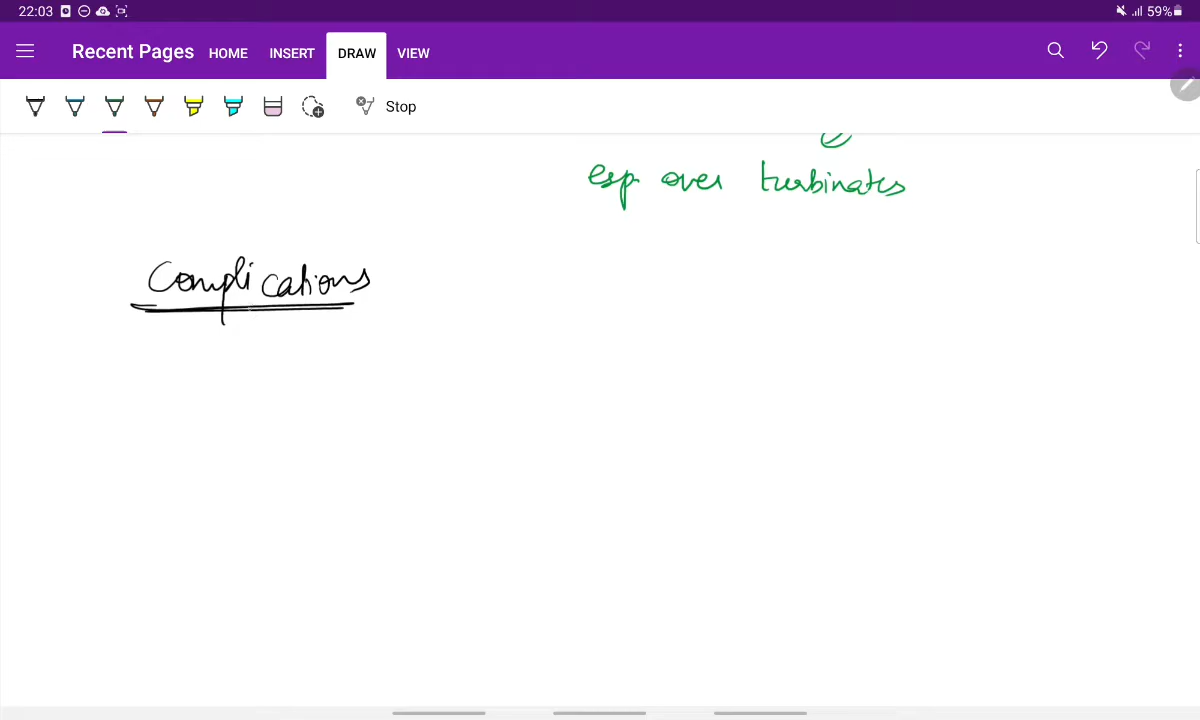 22:03 59%
Recent Pages HOME INSERT DRAW VIEW
Stop
esp over turbinates
Complications